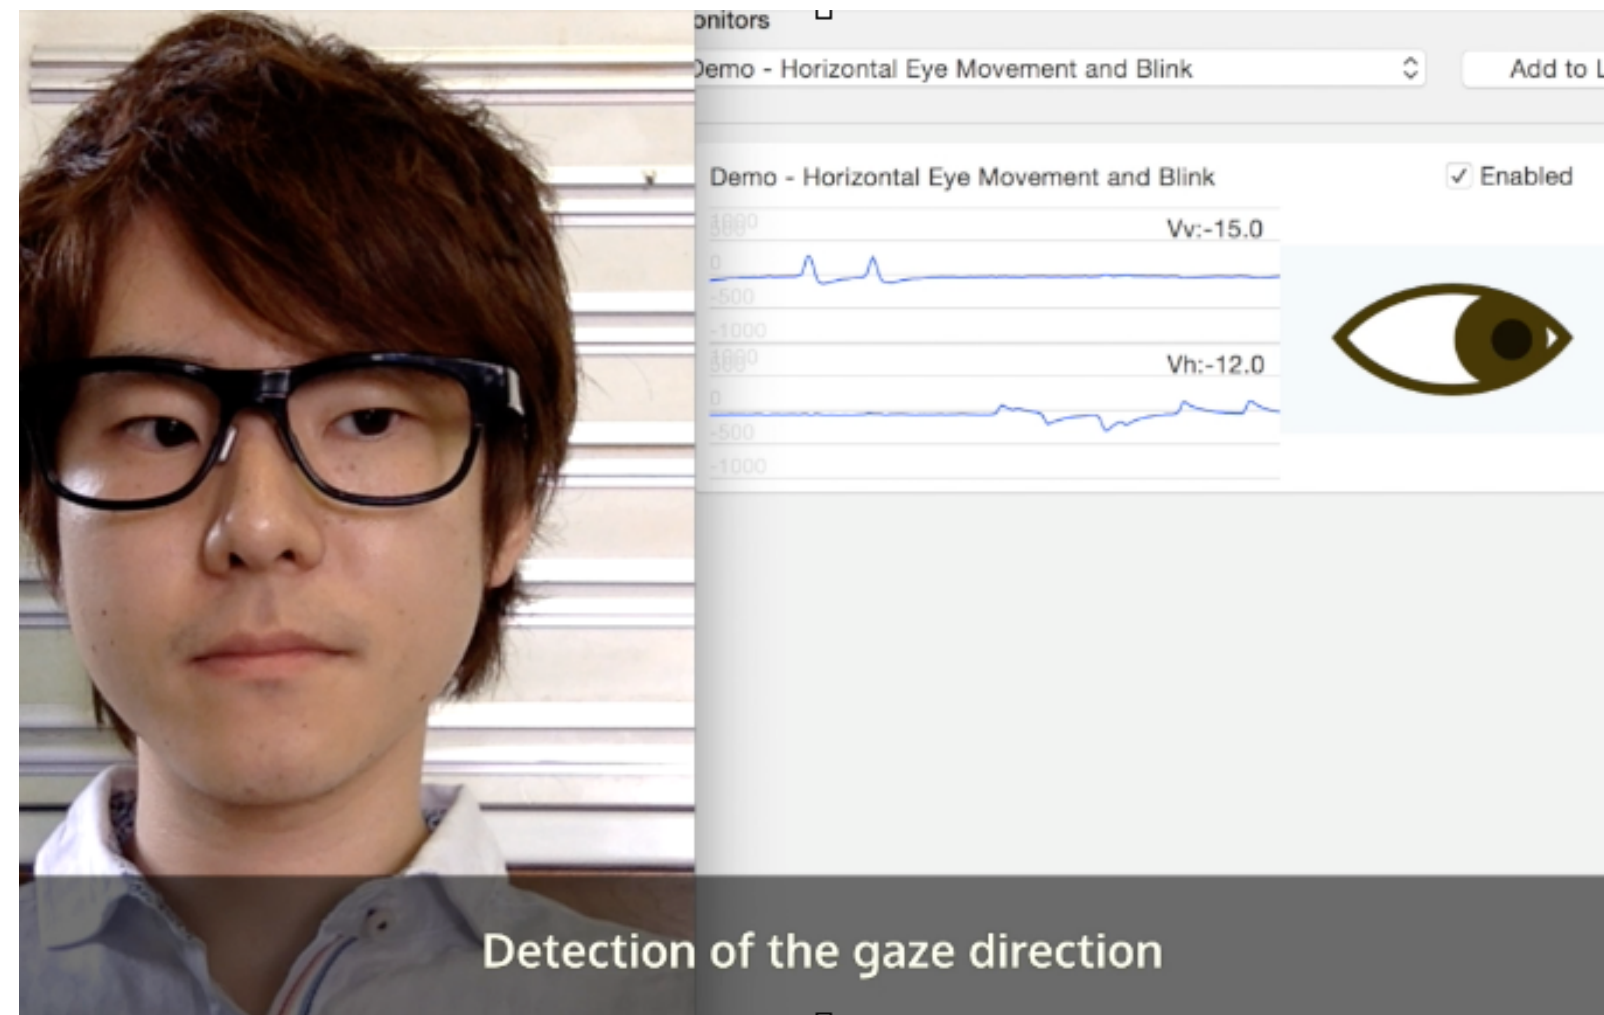 onitors
Demo - Horizontal Eye Movement and Blink
Add to L
Demo - Horizontal Eye Movement and Blink
Enabled
Vv:-15.0
0
-500
-1000
Vh:-12.0
0
-500
-1000
Detection of the gaze direction